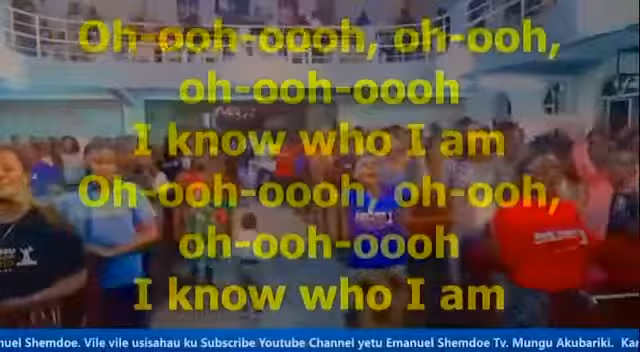 Oh-ooh-oooh, oh-ooh,
oh-ooh-oooh
I know who I am
Oh-ooh-oooh, oh-ooh,
oh-ooh-oooh
I know who I am
Shemdoe. Vile vile usisahau ku Subscribe Youtube Channel yetu Emanuel Shemdoe Tv. Mungu Akubariki.